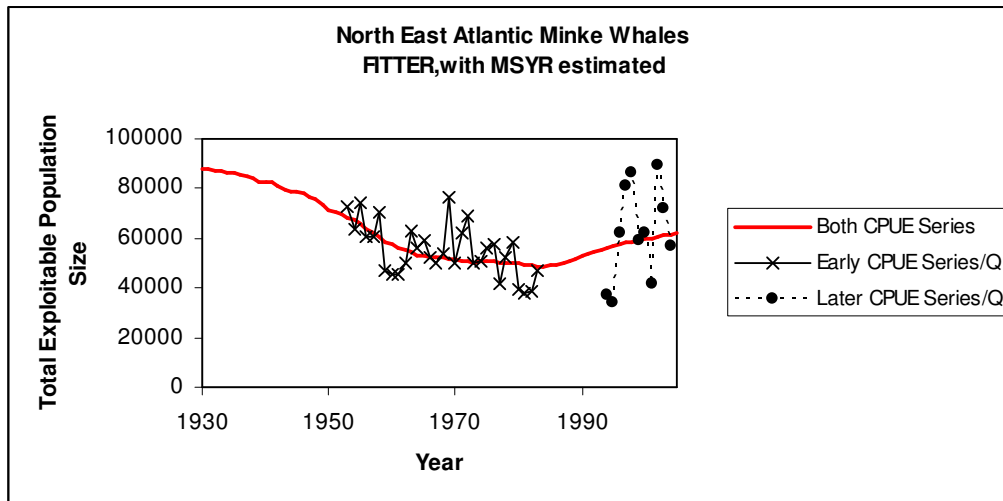 North East Atlantic Minke Whales
FITTER,with MSYR estimated
Total Exploitable Population
Size
100000
80000
60000
40000
20000
0
1930
1950
1970
1990
Year
Both CPUE Series
Early CPUE Series/Q
Later CPUE Series/Q